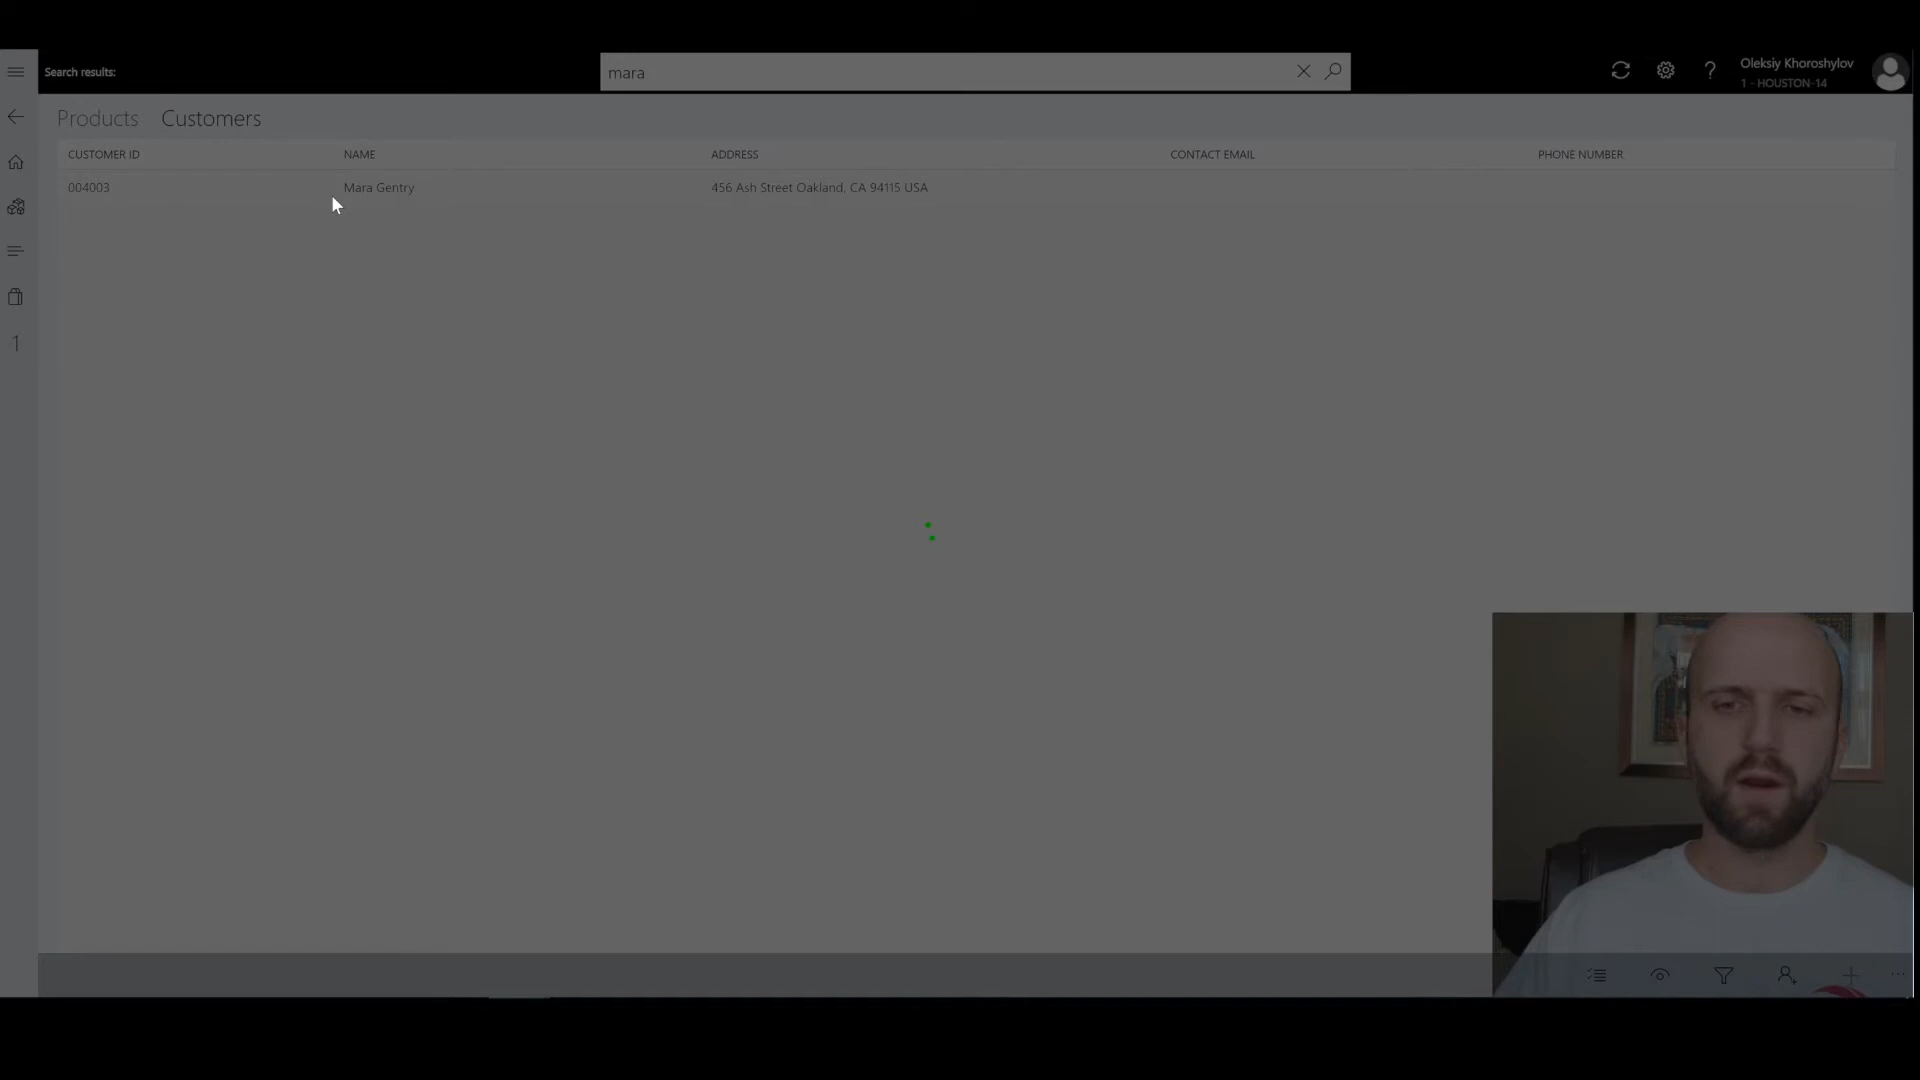 Search results:
mara
Oleksiy Khoroshylov
1 - HOUSTON-14
Products Customers
CUSTOMER ID NAME ADDRESS CONTACT EMAIL PHONE NUMBER
004003 Mara Gentry 456 Ash Street Oakland, CA 94115 USA
1